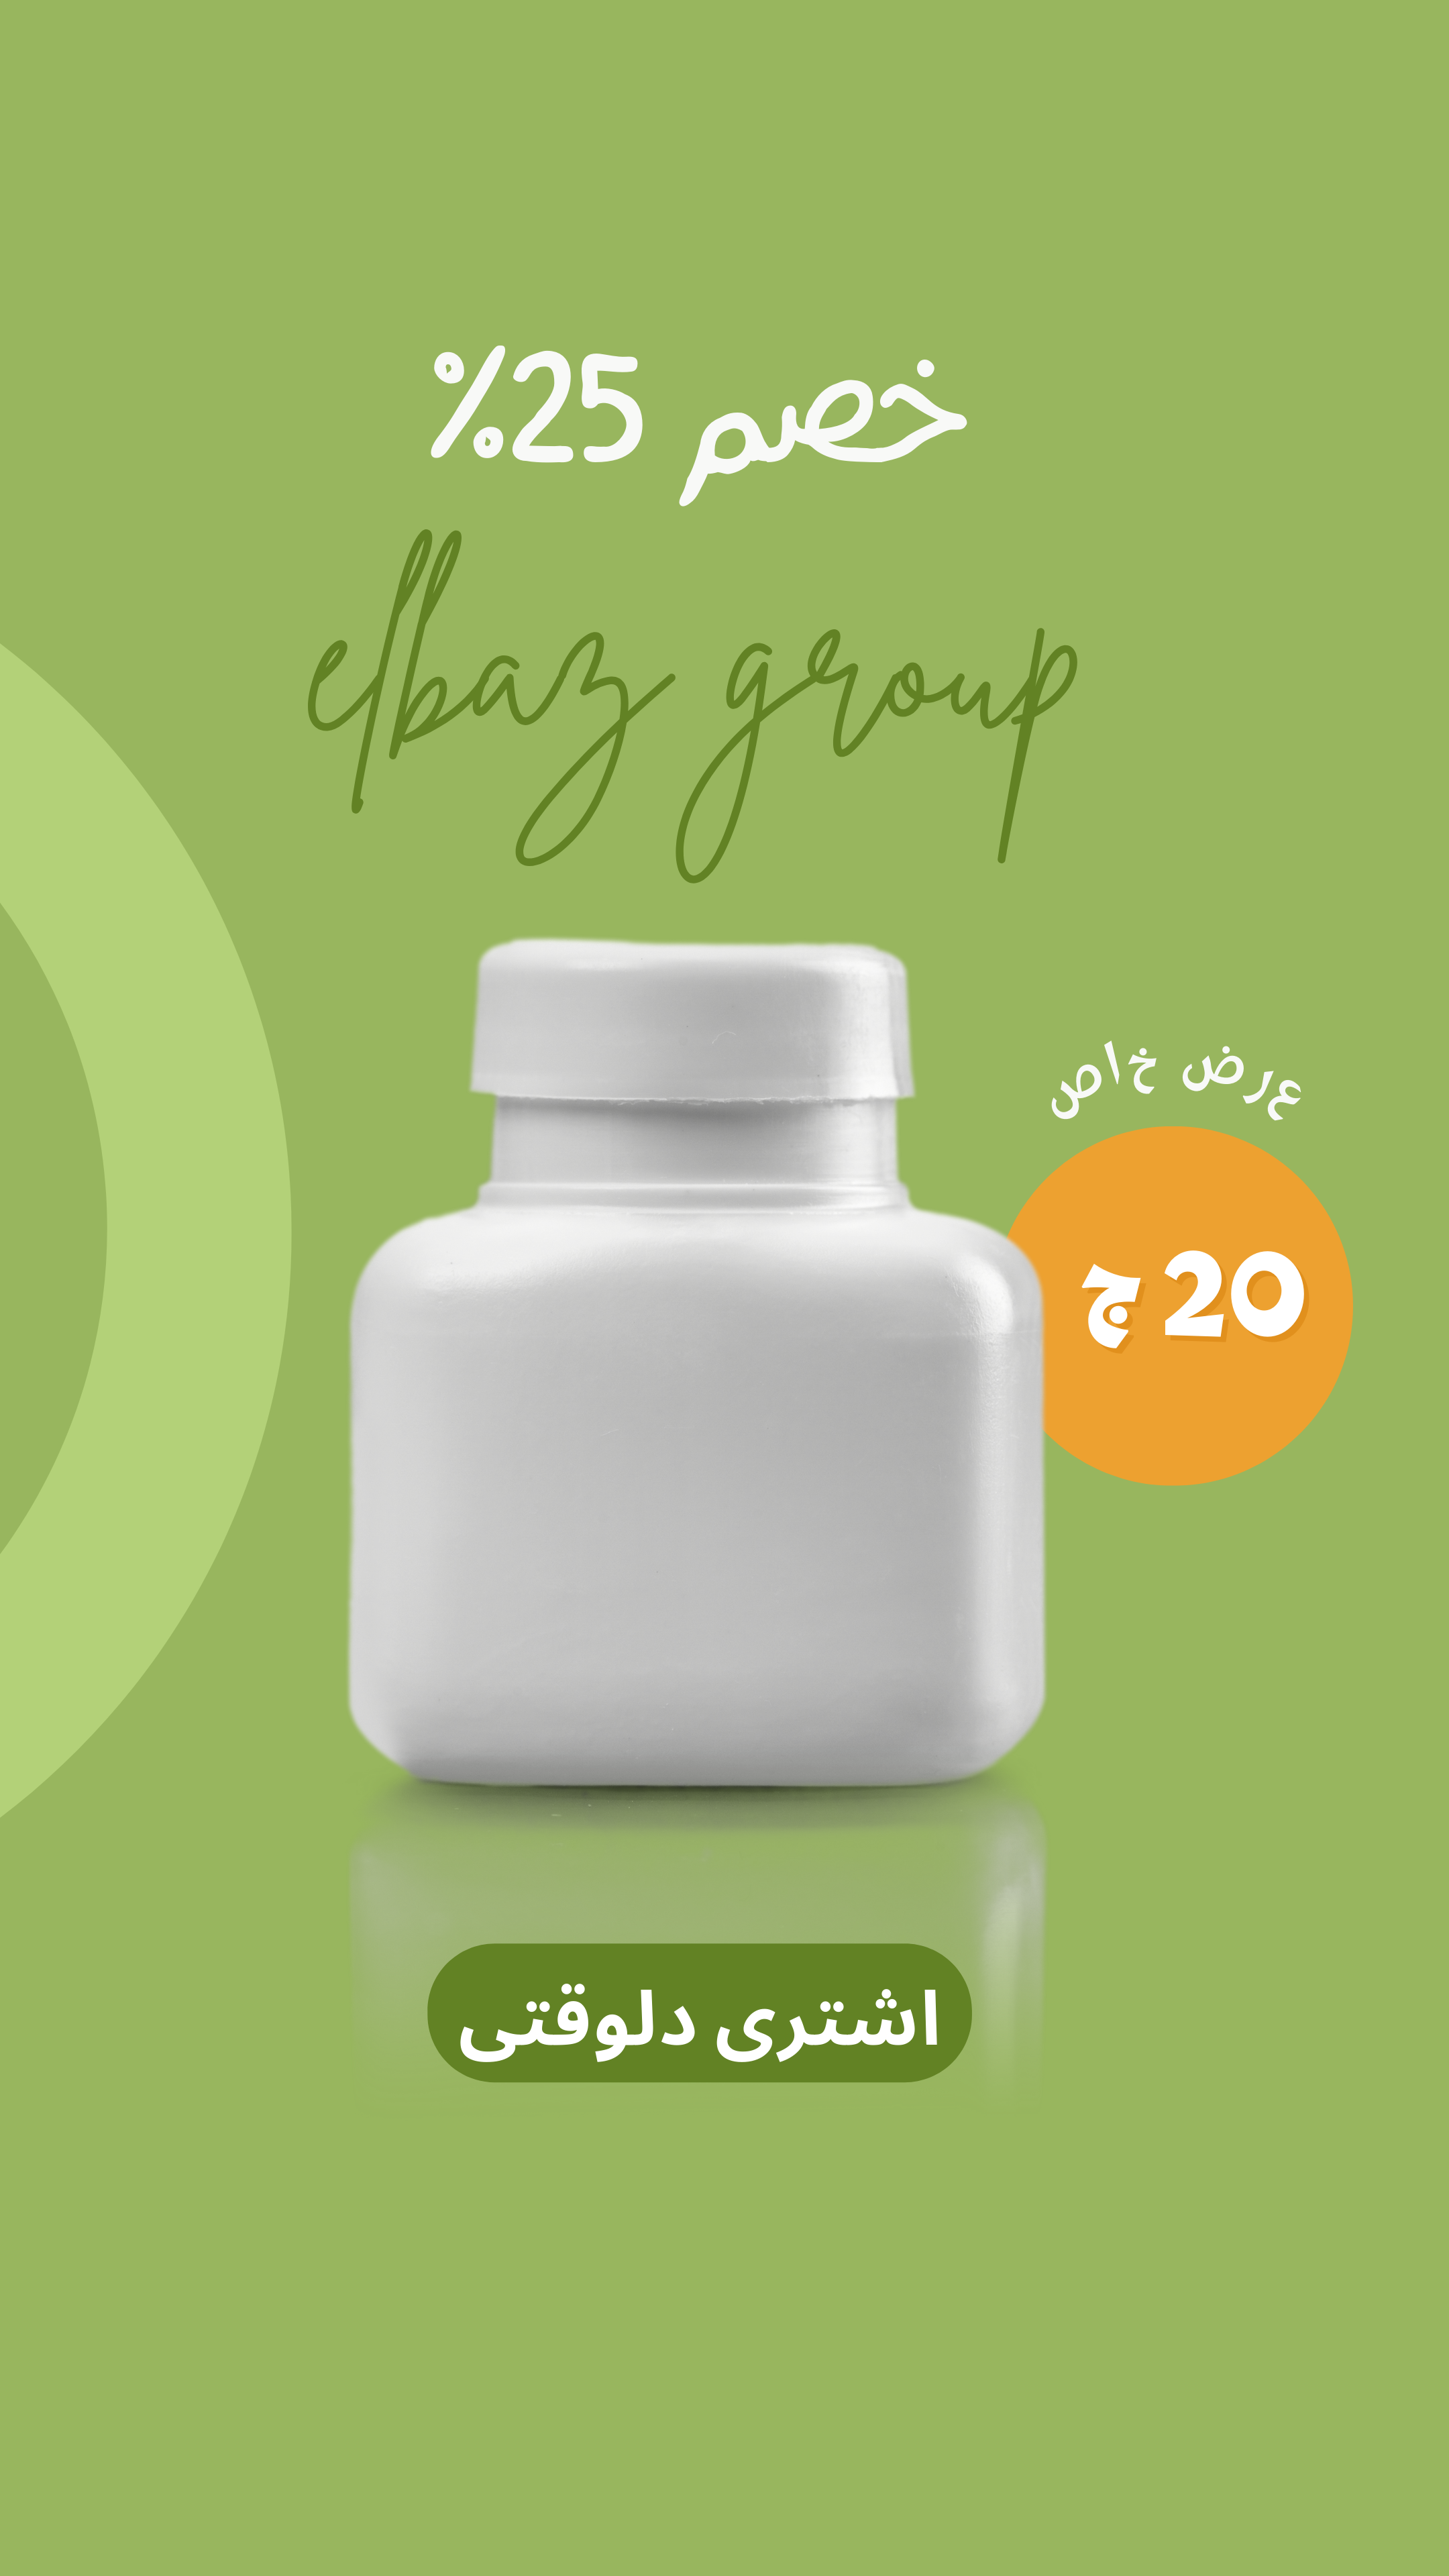 خصم 25%
elbaz group
عرض خاص
20 ج
اشترى دلوقتى